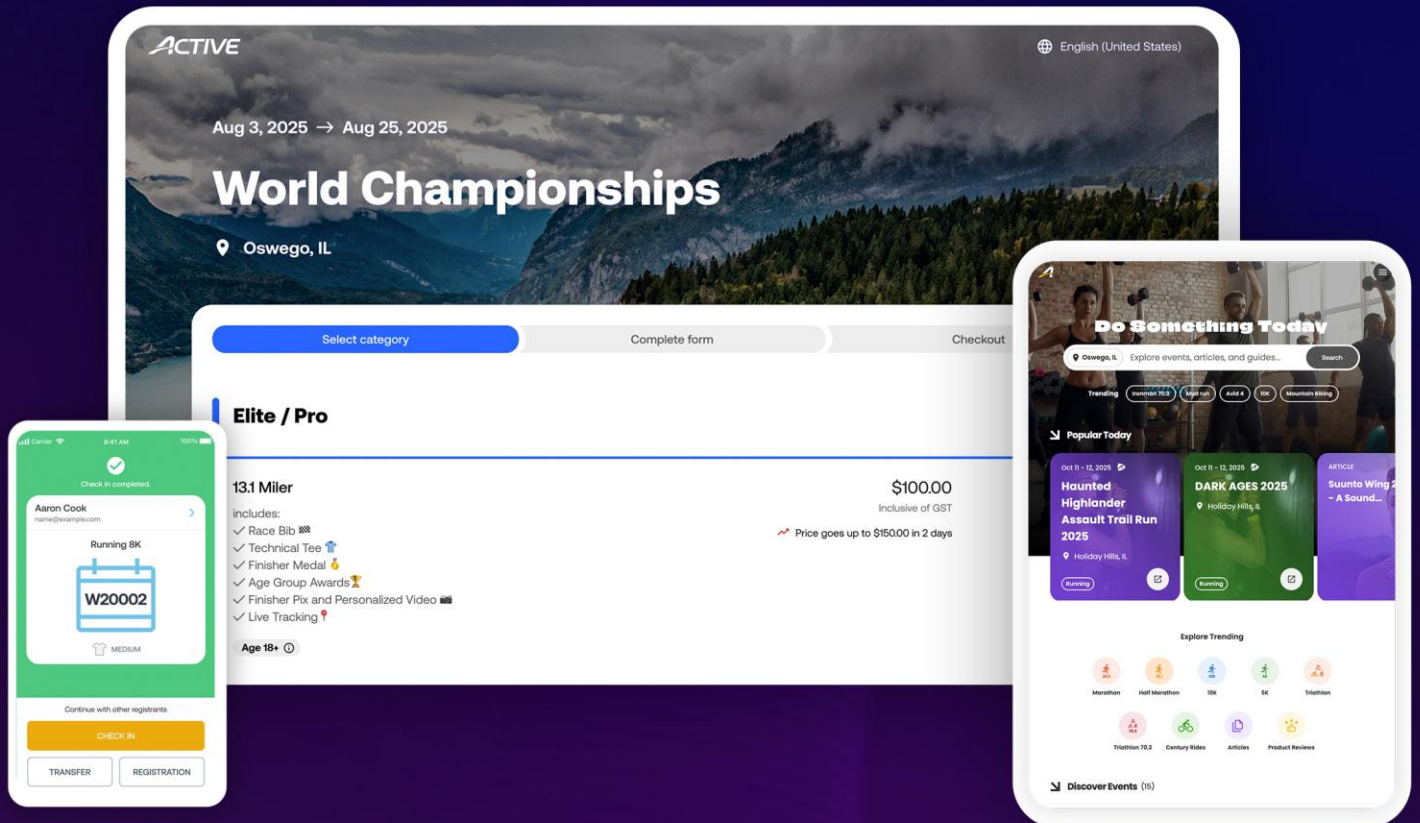 ACTIVE
English (United States)
Aug 3, 2025 → Aug 25, 2025
World Championships
Oswego, IL
Select category
Complete form
Checkout
Elite / Pro
13.1 Miler
$100.00
includes:
Inclusive of GST
✓ Race Bib 🏁
Price goes up to $150.00 in 2 days
✓ Technical Tee 👕
✓ Finisher Medal 🏅
✓ Age Group Awards🏆
✓ Finisher Pix and Personalized Video 📷
✓ Live Tracking📍
Age 18+
Carrier
9:41 AM
100%
Check in completed.
Aaron Cook
name@example.com
Running 8K
W20002
MEDIUM
Continue with other registrants
CHECK IN
TRANSFER
REGISTRATION
Do Something Today
Oswego, IL
Explore events, articles, and guides...
Search
Trending
Ironman 70.3
Mud run
Avid 4
10K
Mountain Biking
Popular Today
Oct 11 - 12, 2025
Haunted
Highlander
Assault Trail Run
2025
Holiday Hills, IL
Running
Oct 11 - 12, 2025
DARK AGES 2025
Holiday Hills, IL
Running
ARTICLE
Suunto Wing 2
- A Sound...
Explore Trending
Marathon
Half Marathon
10K
5K
Triathlon
Triathlon 70.3
Century Rides
Articles
Product Reviews
Discover Events (15)